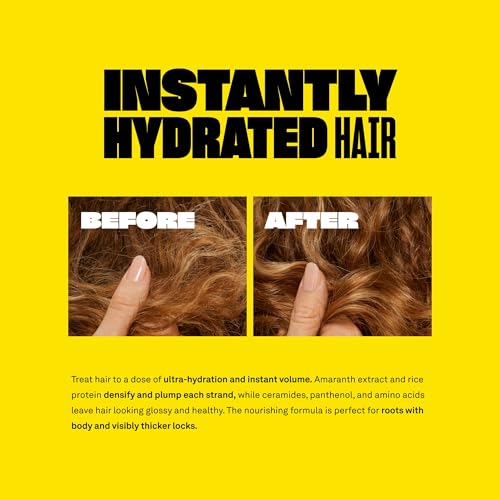 INSTANTLY
HYDRATED HAIR
BEFORE
AFTER
Treat hair to a dose of ultra-hydration and instant volume. Amaranth extract and rice
protein densify and plump each strand, while ceramides, panthenol, and amino acids
leave hair looking glossy and healthy. The nourishing formula is perfect for roots with
body and visibly thicker locks.